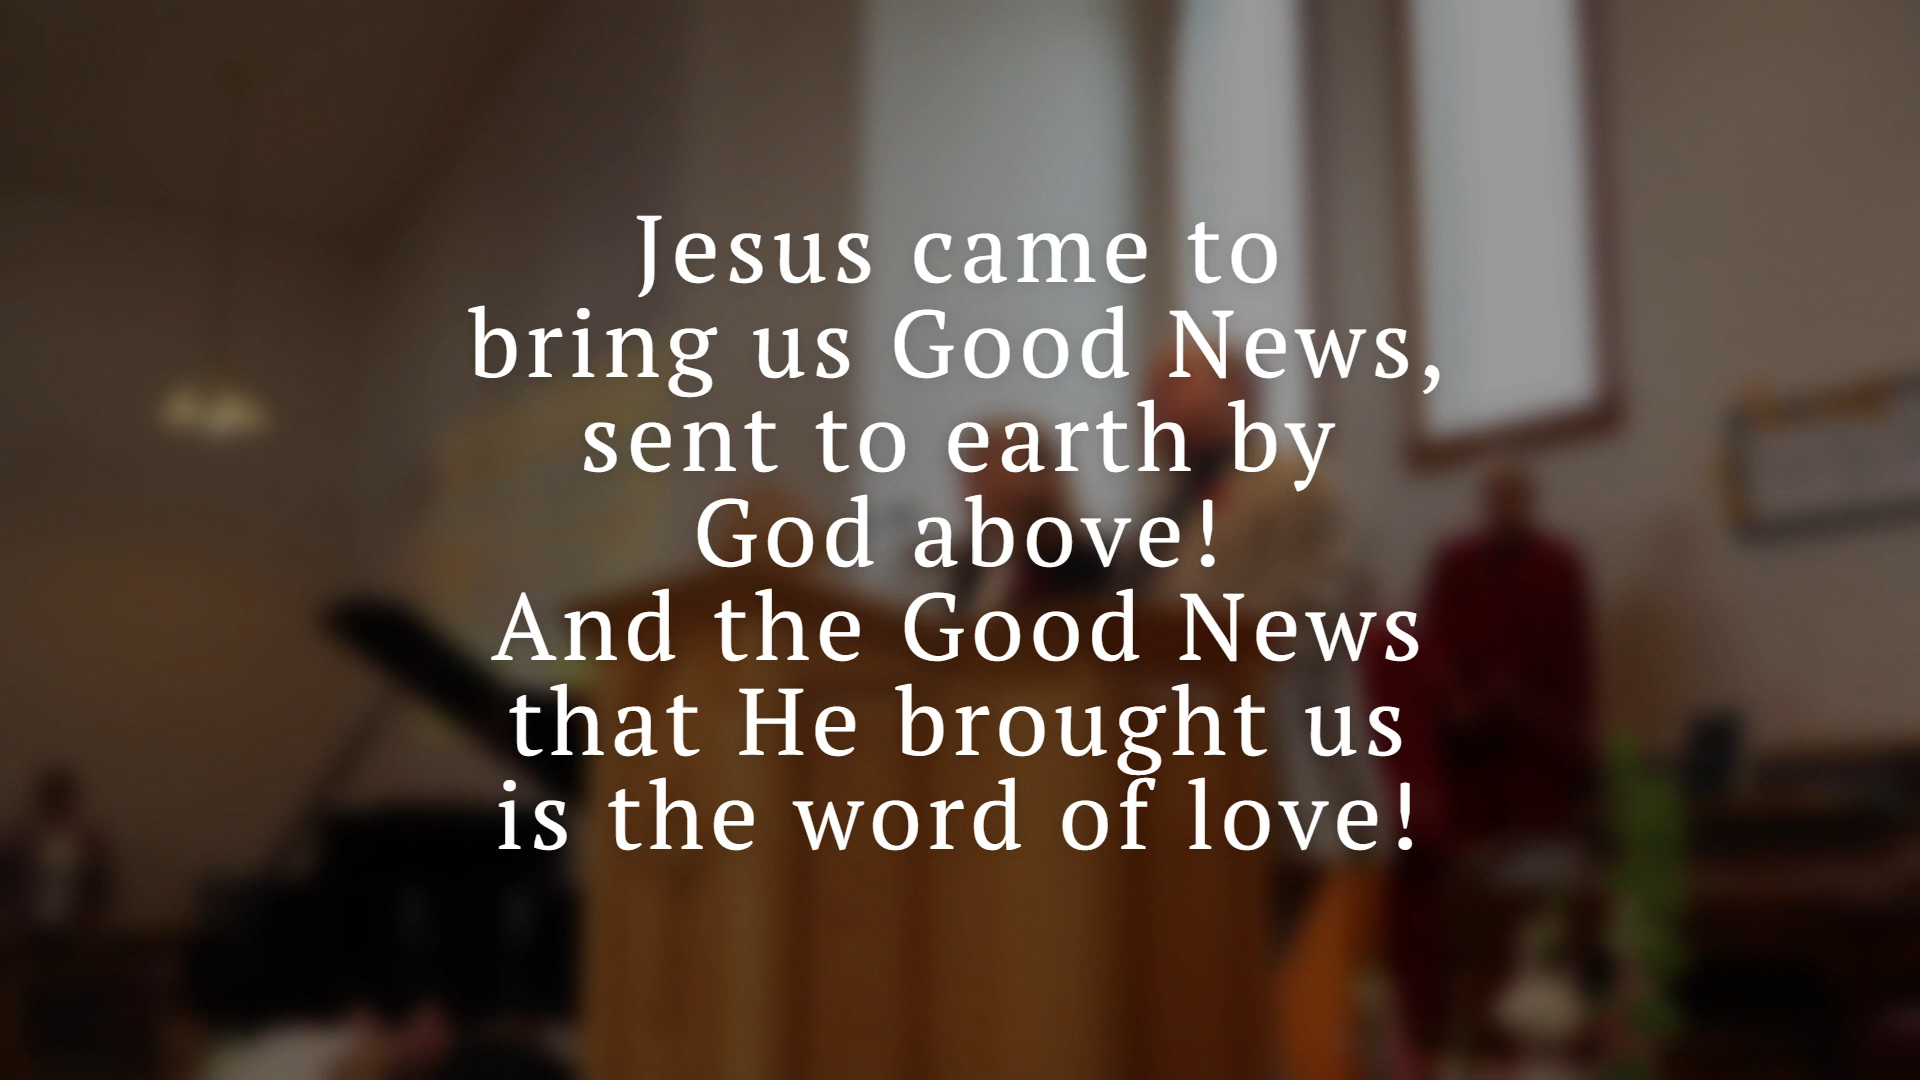 Jesus came to
bring us Good News,
sent to earth by
God above!
And the Good News
that He brought us
is the word of love!